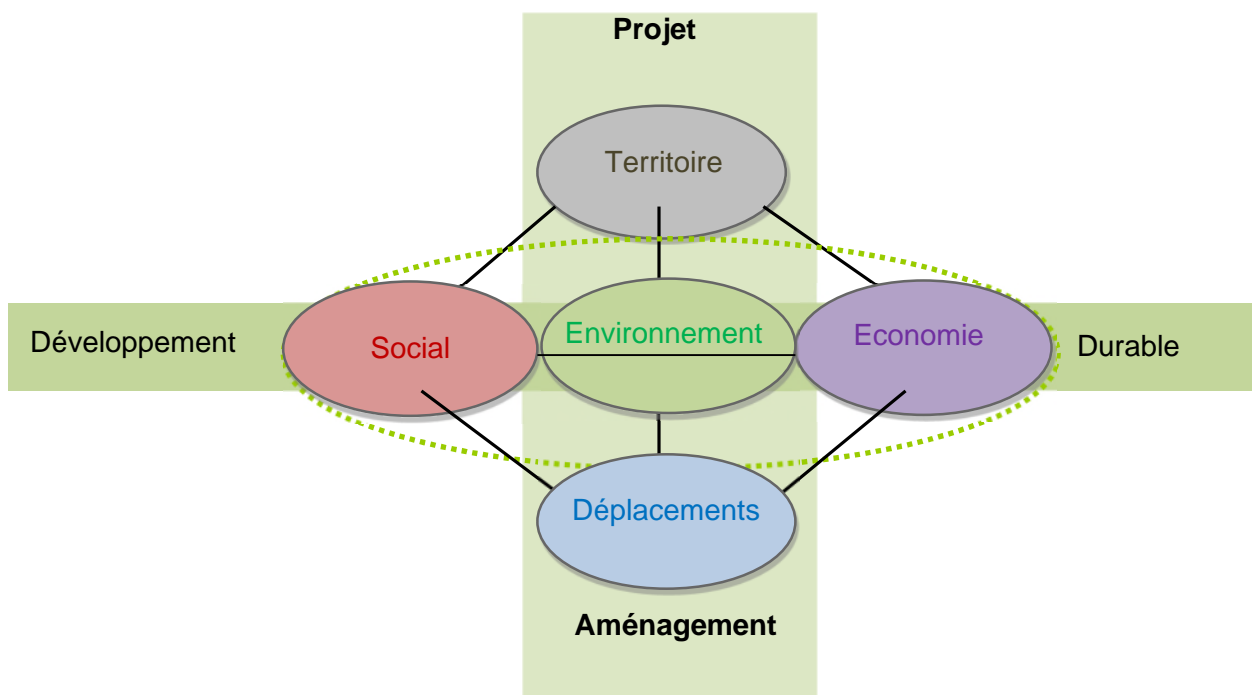 Projet
Territoire
Développement
Social
Environnement
Economie
Durable
Déplacements
Aménagement